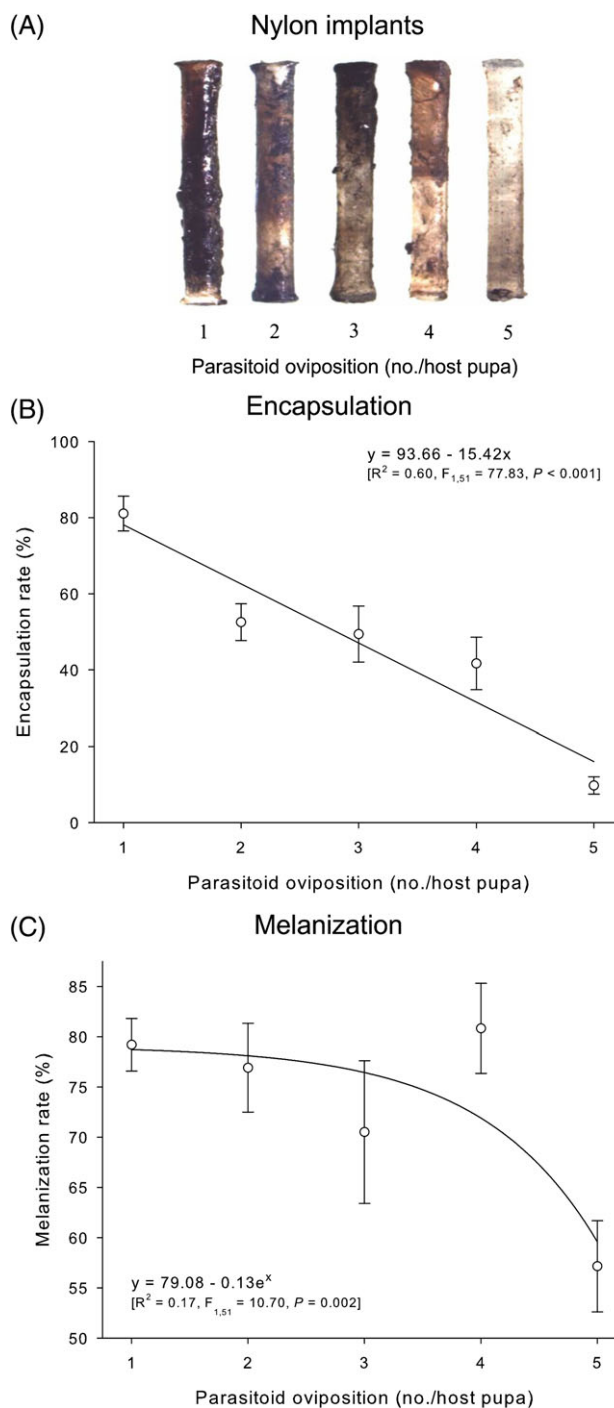 (A) Nylon implants
1 2 3 4 5
Parasitoid oviposition (no./host pupa)
(B) Encapsulation
y = 93.66 - 15.42x
[R² = 0.60, F₁,₅₁ = 77.83, P < 0.001]
Encapsulation rate (%)
100
80
60
40
20
0
1 2 3 4 5
Parasitoid oviposition (no./host pupa)
(C) Melanization
Melanization rate (%)
85
80
75
70
65
60
55
50
y = 79.08 - 0.13eˣ
[R² = 0.17, F₁,₅₁ = 10.70, P = 0.002]
1 2 3 4 5
Parasitoid oviposition (no./host pupa)